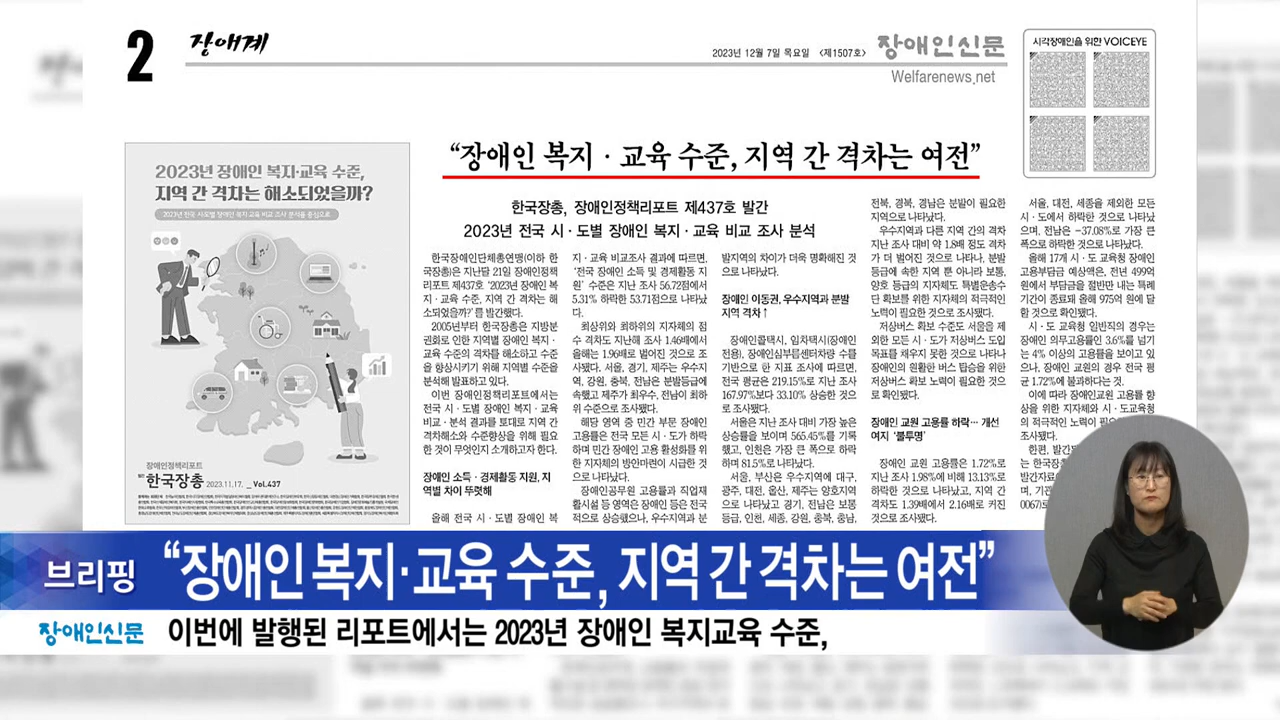 2
장애계
2023년 12월 7일 목요일 <제1507호>
장애인신문
Welfarenews.net
시각장애인을 위한 VOICEYE
“장애인 복지 · 교육 수준, 지역 간 격차는 여전”
2023년 장애인 복지·교육 수준,
지역 간 격차는 해소되었을까?
2023년 전국 시·도별 장애인 복지·교육 비교 조사 분석을 중심으로
장애인정책리포트
한국장총
2023.11.17. _ Vol.437
한국장총, 장애인정책리포트 제437호 발간
2023년 전국 시 · 도별 장애인 복지 · 교육 비교 조사 분석
한국장애인단체총연맹(이하 한
국장총)은 지난달 21일 장애인정책
리포트 제437호 ‘2023년 장애인 복
지 · 교육 수준, 지역 간 격차는 해
소되었을까?’를 발간했다.
2005년부터 한국장총은 지방분
권화로 인한 지역별 장애인 복지 ·
교육 수준의 격차를 해소하고 수준
을 향상시키기 위해 지역별 수준을
분석해 발표하고 있다.
이번 장애인정책리포트에서는
전국 시 · 도별 장애인 복지 · 교육
비교 · 분석 결과를 토대로 지역 간
격차해소와 수준향상을 위해 필요
한 것이 무엇인지 소개하고자 한다.
장애인 소득 · 경제활동 지원, 지
역별 차이 뚜렷해
올해 전국 시 · 도별 장애인 복
지 · 교육 비교조사 결과에 따르면,
‘전국 장애인 소득 및 경제활동 지
원’ 수준은 지난 조사 56.72점에서
5.31% 하락한 53.71점으로 나타났
다.
최상위와 최하위의 지자체의 점
수 격차도 지난해 조사 1.46배에서
올해는 1.96배로 벌어진 것으로 조
사됐다. 서울, 경기, 제주는 우수지
역, 강원, 충북, 전남은 분발등급에
속했고 제주가 최우수, 전남이 최하
위 수준으로 조사됐다.
해당 영역 중 민간 부문 장애인
고용률은 전국 모든 시 · 도가 하락
하며 민간 장애인 고용 활성화를 위
한 지자체의 방안마련이 시급한 것
으로 나타났다.
장애인공무원 고용률과 직업재
활시설 등 영역은 장애인 등은 전국
적으로 상승했으나, 우수지역과 분
발지역의 차이가 더욱 명확해진 것
으로 나타났다.
장애인 이동권, 우수지역과 분발
지역 격차↑
장애인콜택시, 임차택시(장애인
전용), 장애인심부름센터차량 수를
기반으로 한 지표 조사에 따르면,
전국 평균은 219.15%로 지난 조사
167.97%보다 33.10% 상승한 것으
로 조사됐다.
서울은 지난 조사 대비 가장 높은
상승률을 보이며 565.45%를 기록
했고, 인천은 가장 큰 폭으로 하락
하며 81.5%로 나타났다.
서울, 부산은 우수지역에 대구,
광주, 대전, 울산, 제주는 양호지역
으로 나타났고 경기, 전남은 보통
등급, 인천, 세종, 강원, 충북, 충남,
전북, 경북, 경남은 분발이 필요한
지역으로 나타났다.
우수지역과 다른 지역 간의 격차
지난 조사 대비 약 1.8배 정도 격차
가 더 벌어진 것으로 나타나, 분발
등급에 속한 지역 뿐 아니라 보통,
양호 등급의 지자체도 특별운송수
단 확보를 위한 지자체의 적극적인
노력이 필요한 것으로 조사됐다.
저상버스 확보 수준도 서울을 제
외한 모든 시 · 도가 저상버스 도입
목표를 채우지 못한 것으로 나타나
장애인의 원활한 버스 탑승을 위한
저상버스 확보 노력이 필요한 것으
로 확인됐다.
장애인 교원 고용률 하락… 개선
여지 ‘불투명’
장애인 교원 고용률은 1.72%로
지난 조사 1.98%에 비해 13.13%로
하락한 것으로 나타났고, 지역 간
격차도 1.39배에서 2.16배로 커진
것으로 조사됐다.
서울, 대전, 세종을 제외한 모든
시 · 도에서 하락한 것으로 나타났
으며, 전남은 –37.08%로 가장 큰
폭으로 하락한 것으로 나타났다.
올해 17개 시 · 도 교육청 장애인
고용부담금 예상액은, 전년 499억
원에서 부담금을 절반만 내는 특례
기간이 종료돼 올해 975억 원에 달
할 것으로 확인됐다.
시 · 도 교육청 일반직의 경우는
장애인 의무고용률인 3.6%를 넘기
는 4% 이상의 고용률을 보이고 있
으나, 장애인 교원의 경우 전국 평
균 1.72%에 불과하다는 것.
이에 따라 장애인교원 고용률 향
상을 위한 지자체와 시 · 도교육청
의 적극적인 노력이 필요
조사됐다.
한편, 발간
는 한국장
발간자료
며, 기
0067)로
브리핑
“장애인 복지·교육 수준, 지역 간 격차는 여전”
장애인신문
이번에 발행된 리포트에서는 2023년 장애인 복지교육 수준,